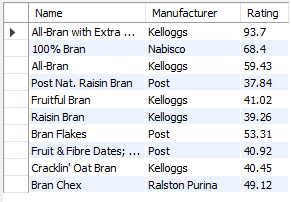 Name Manufacturer Rating
All-Bran with Extra ... Kelloggs 93.7
100% Bran Nabisco 68.4
All-Bran Kelloggs 59.43
Post Nat. Raisin Bran Post 37.84
Fruitful Bran Kelloggs 41.02
Raisin Bran Kelloggs 39.26
Bran Flakes Post 53.31
Fruit & Fibre Dates; ... Post 40.92
Cracklin' Oat Bran Kelloggs 40.45
Bran Chex Ralston Purina 49.12